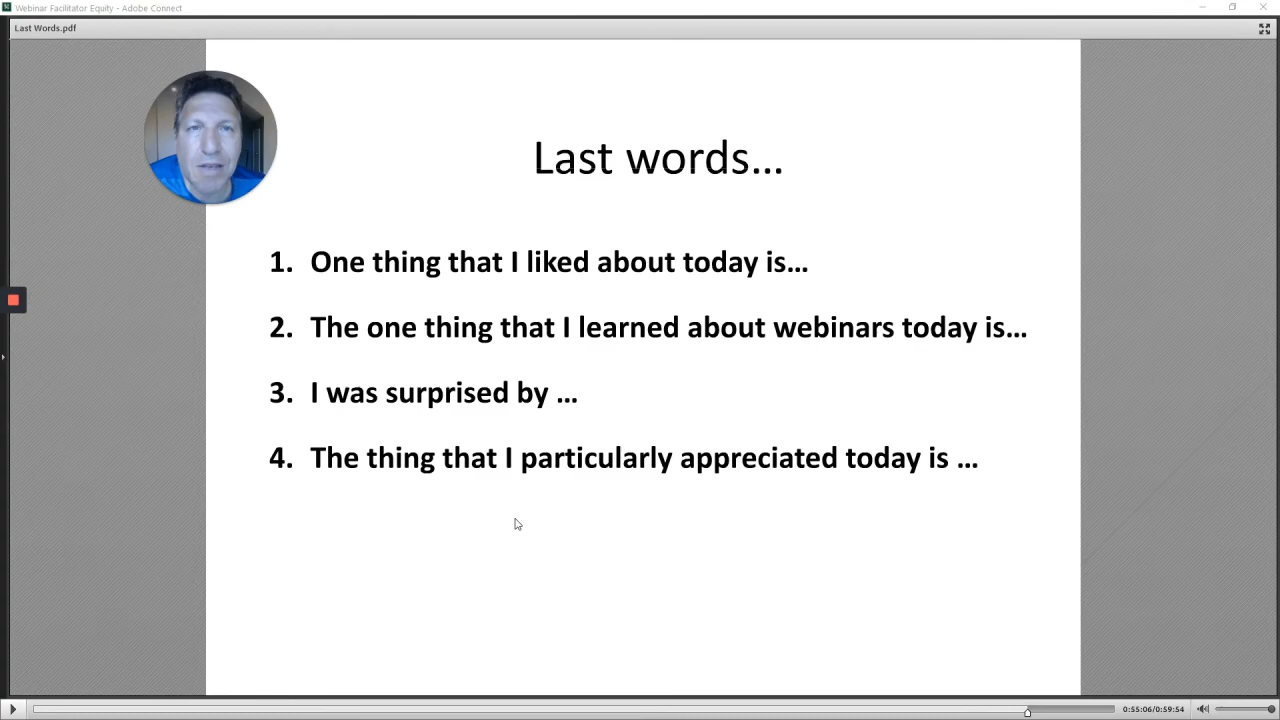 Webinar Facilitator Equity - Adobe Connect
Last Words.pdf
Last words...
1. One thing that I liked about today is...
2. The one thing that I learned about webinars today is...
3. I was surprised by ...
4. The thing that I particularly appreciated today is ...
0:55:06/0:59:54